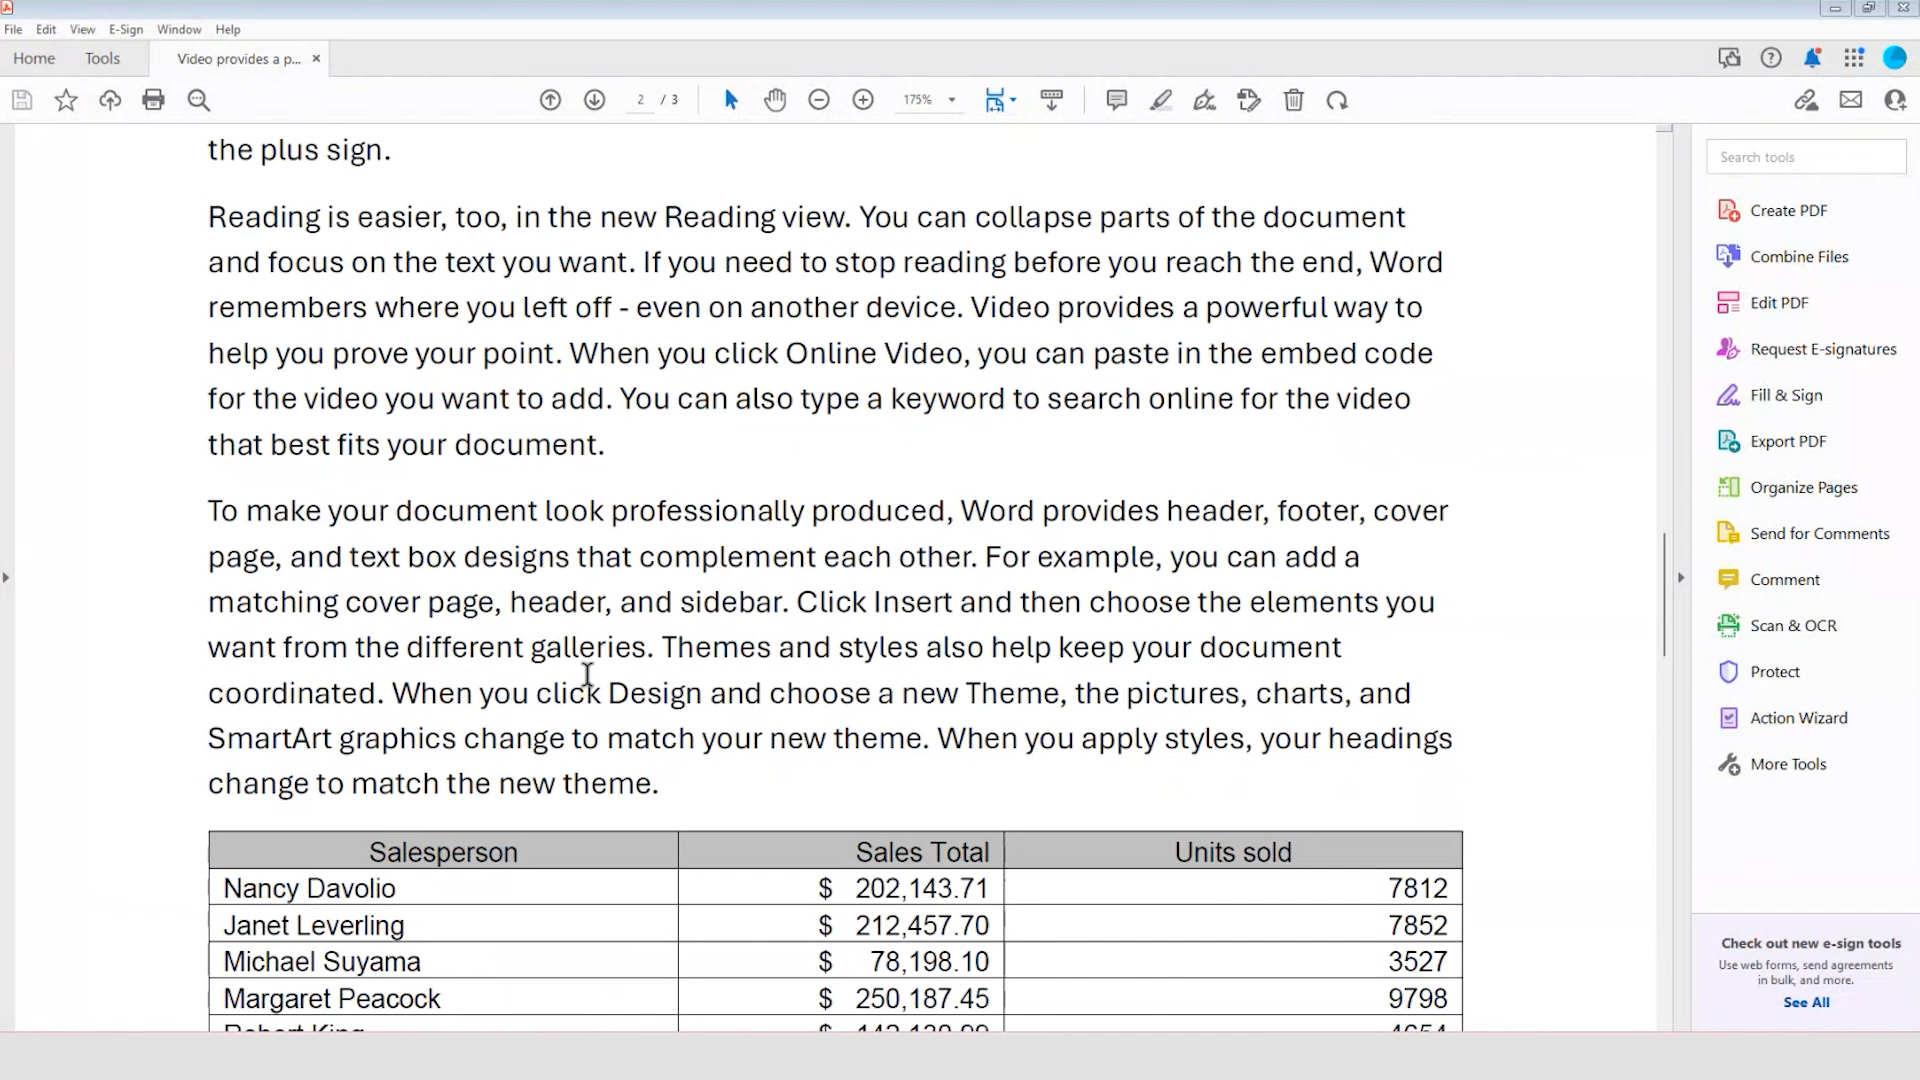 File Edit View E-Sign Window Help
Home Tools Video provides a p... ×
2 / 3 175%
the plus sign.
Reading is easier, too, in the new Reading view. You can collapse parts of the document
and focus on the text you want. If you need to stop reading before you reach the end, Word
remembers where you left off - even on another device. Video provides a powerful way to
help you prove your point. When you click Online Video, you can paste in the embed code
for the video you want to add. You can also type a keyword to search online for the video
that best fits your document.
To make your document look professionally produced, Word provides header, footer, cover
page, and text box designs that complement each other. For example, you can add a
matching cover page, header, and sidebar. Click Insert and then choose the elements you
want from the different galleries. Themes and styles also help keep your document
coordinated. When you click Design and choose a new Theme, the pictures, charts, and
SmartArt graphics change to match your new theme. When you apply styles, your headings
change to match the new theme.
Salesperson Sales Total Units sold
Nancy Davolio $ 202,143.71 7812
Janet Leverling $ 212,457.70 7852
Michael Suyama $ 78,198.10 3527
Margaret Peacock $ 250,187.45 9798
Search tools
Create PDF
Combine Files
Edit PDF
Request E-signatures
Fill & Sign
Export PDF
Organize Pages
Send for Comments
Comment
Scan & OCR
Protect
Action Wizard
More Tools
Check out new e-sign tools
Use web forms, send agreements
in bulk, and more.
See All